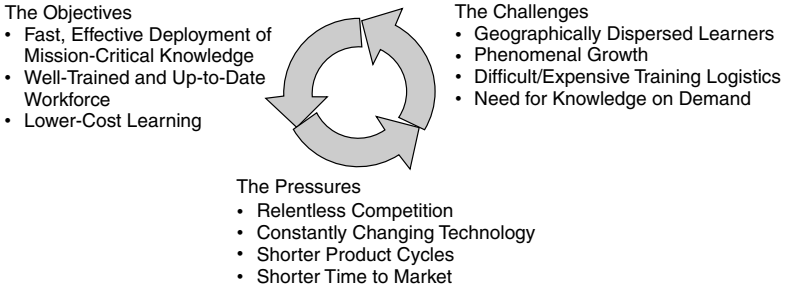 The Objectives
• Fast, Effective Deployment of
Mission-Critical Knowledge
• Well-Trained and Up-to-Date
Workforce
• Lower-Cost Learning
The Challenges
• Geographically Dispersed Learners
• Phenomenal Growth
• Difficult/Expensive Training Logistics
• Need for Knowledge on Demand
The Pressures
• Relentless Competition
• Constantly Changing Technology
• Shorter Product Cycles
• Shorter Time to Market